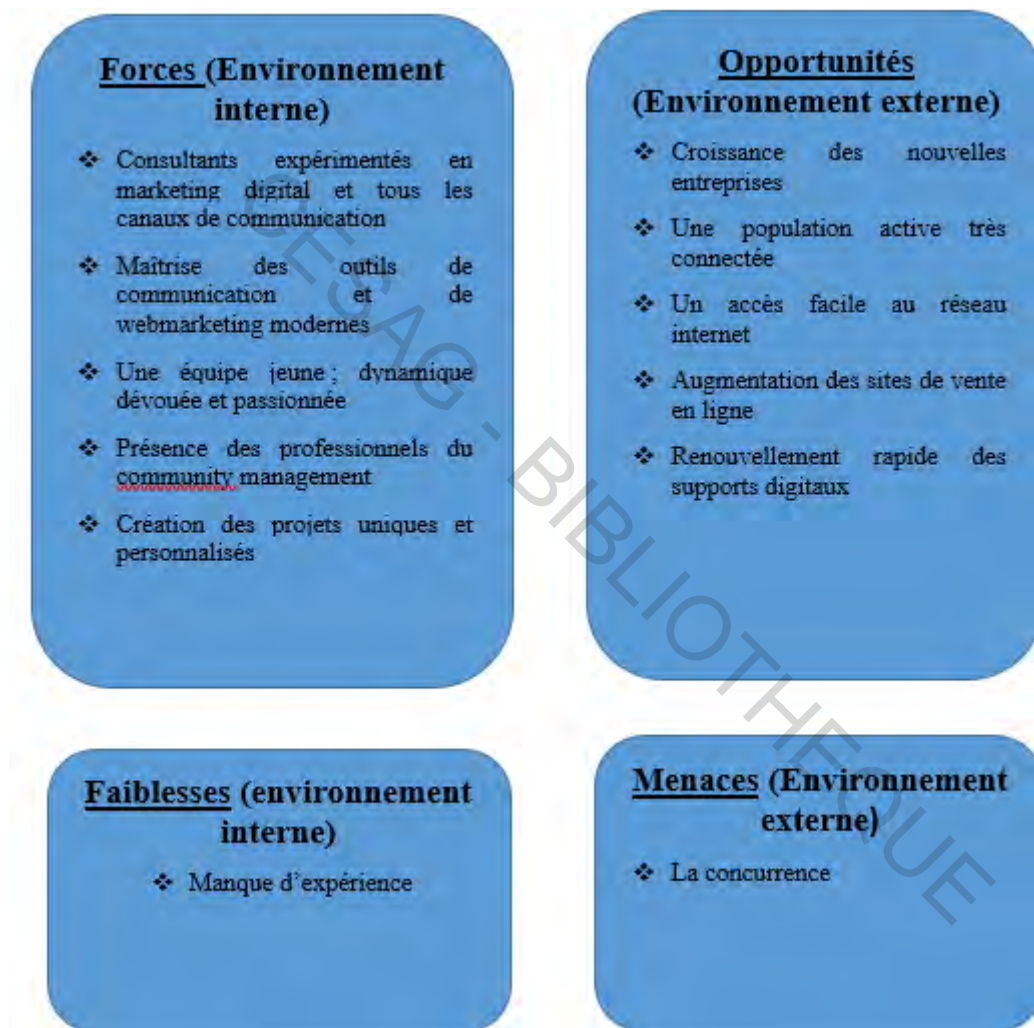 Forces (Environnement
interne)
❖ Consultants expérimentés en
marketing digital et tous les
canaux de communication
❖ Maîtrise des outils de
communication et de
webmarketing modernes
❖ Une équipe jeune ; dynamique
dévouée et passionnée
❖ Présence des professionnels du
community management
❖ Création des projets uniques et
personnalisés
Opportunités
(Environnement externe)
❖ Croissance des nouvelles
entreprises
❖ Une population active très
connectée
❖ Un accès facile au réseau
internet
❖ Augmentation des sites de vente
en ligne
❖ Renouvellement rapide des
supports digitaux
Faiblesses (environnement
interne)
❖ Manque d'expérience
Menaces (Environnement
externe)
❖ La concurrence
CESAG - BIBLIOTHEQUE